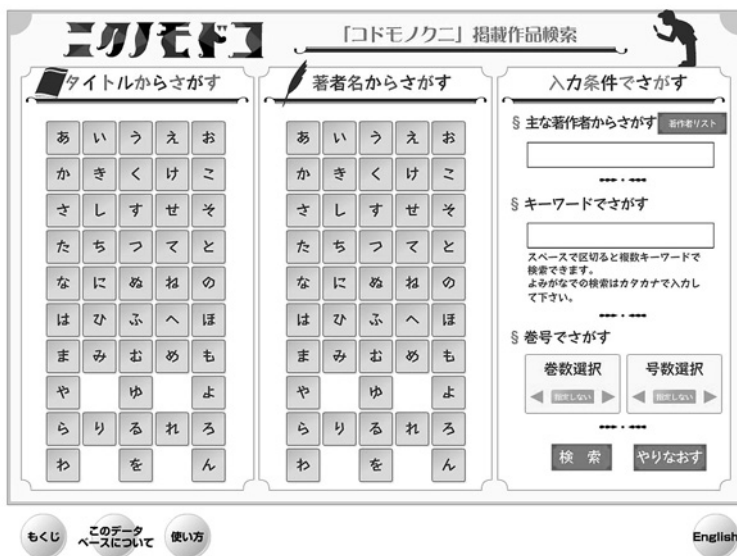 ニクノモドコ
「コドモノクニ」掲載作品検索
タイトルからさがす
あ い う え お
か き く け こ
さ し す せ そ
た ち つ て と
な に ぬ ね の
は ひ ふ へ ほ
ま み む め も
や ゆ よ
ら り る れ ろ
わ を ん
著者名からさがす
あ い う え お
か き く け こ
さ し す せ そ
た ち つ て と
な に ぬ ね の
は ひ ふ へ ほ
ま み む め も
や ゆ よ
ら り る れ ろ
わ を ん
入力条件でさがす
§ 主な著作者からさがす 著作者リスト
§ キーワードでさがす
スペースで区切ると複数キーワードで
検索できます。
よみがなでの検索はカタカナで入力し
て下さい。
§ 巻号でさがす
巻数選択 号数選択
指定しない 指定しない
検 索 やりなおす
もくじ
このデータ
ベースについて
使い方
English